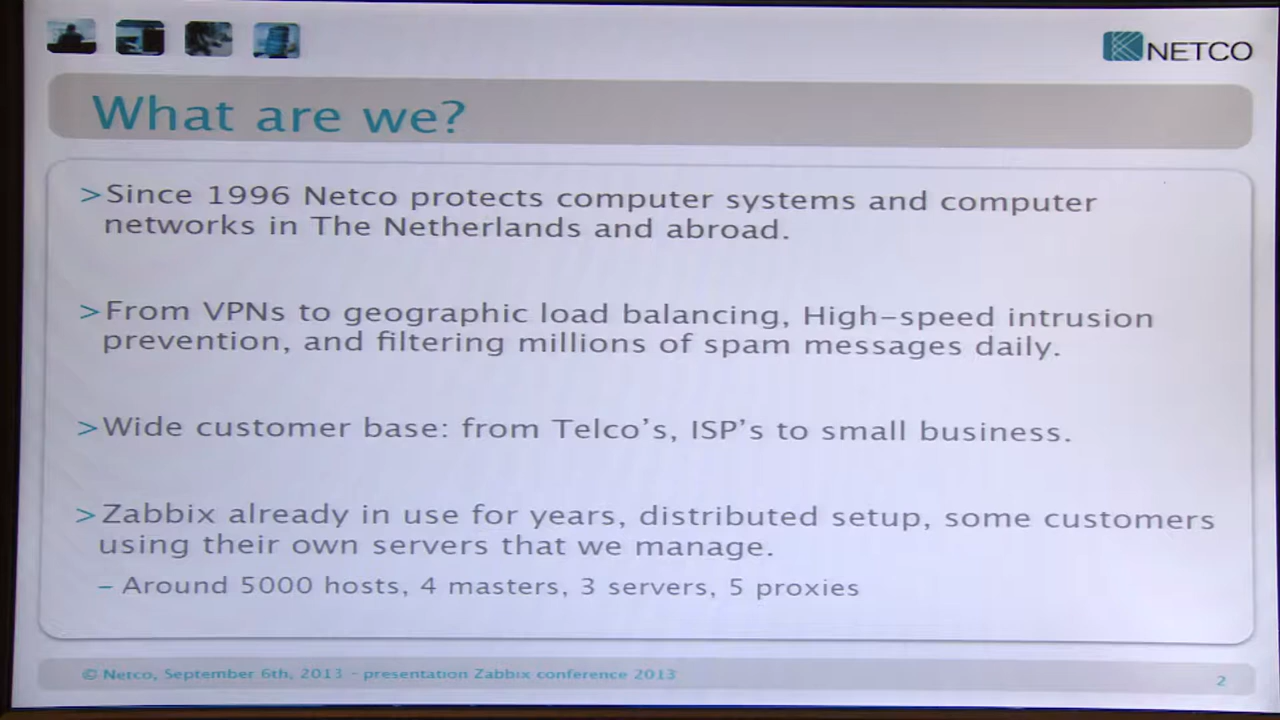 NETCO
What are we?
>Since 1996 Netco protects computer systems and computer
networks in The Netherlands and abroad.
>From VPNs to geographic load balancing, High-speed intrusion
prevention, and filtering millions of spam messages daily.
>Wide customer base: from Telco's, ISP's to small business.
>Zabbix already in use for years, distributed setup, some customers
using their own servers that we manage.
– Around 5000 hosts, 4 masters, 3 servers, 5 proxies
© Netco, September 6th, 2013 - presentation Zabbix conference 2013
2